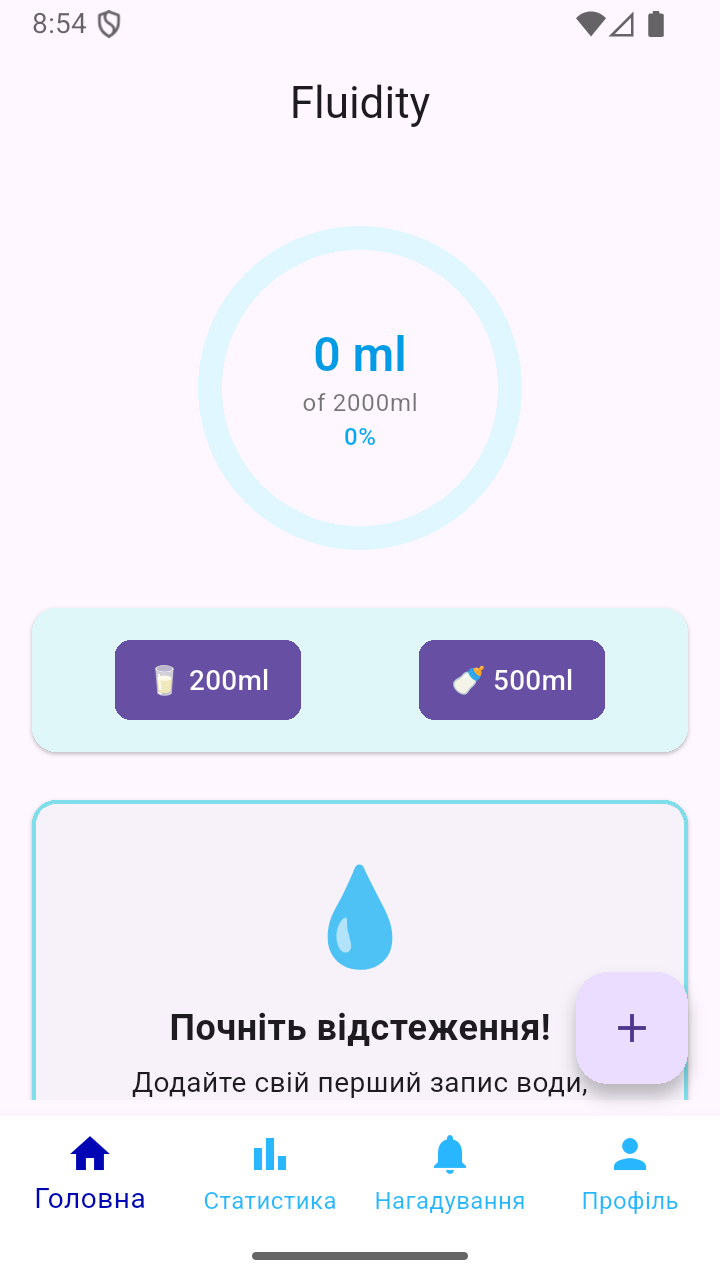 8:54
Fluidity
0 ml
of 2000ml
0%
🥛 200ml
🍼 500ml
Почніть відстеження!
Додайте свій перший запис води,
Головна
Статистика
Нагадування
Профіль